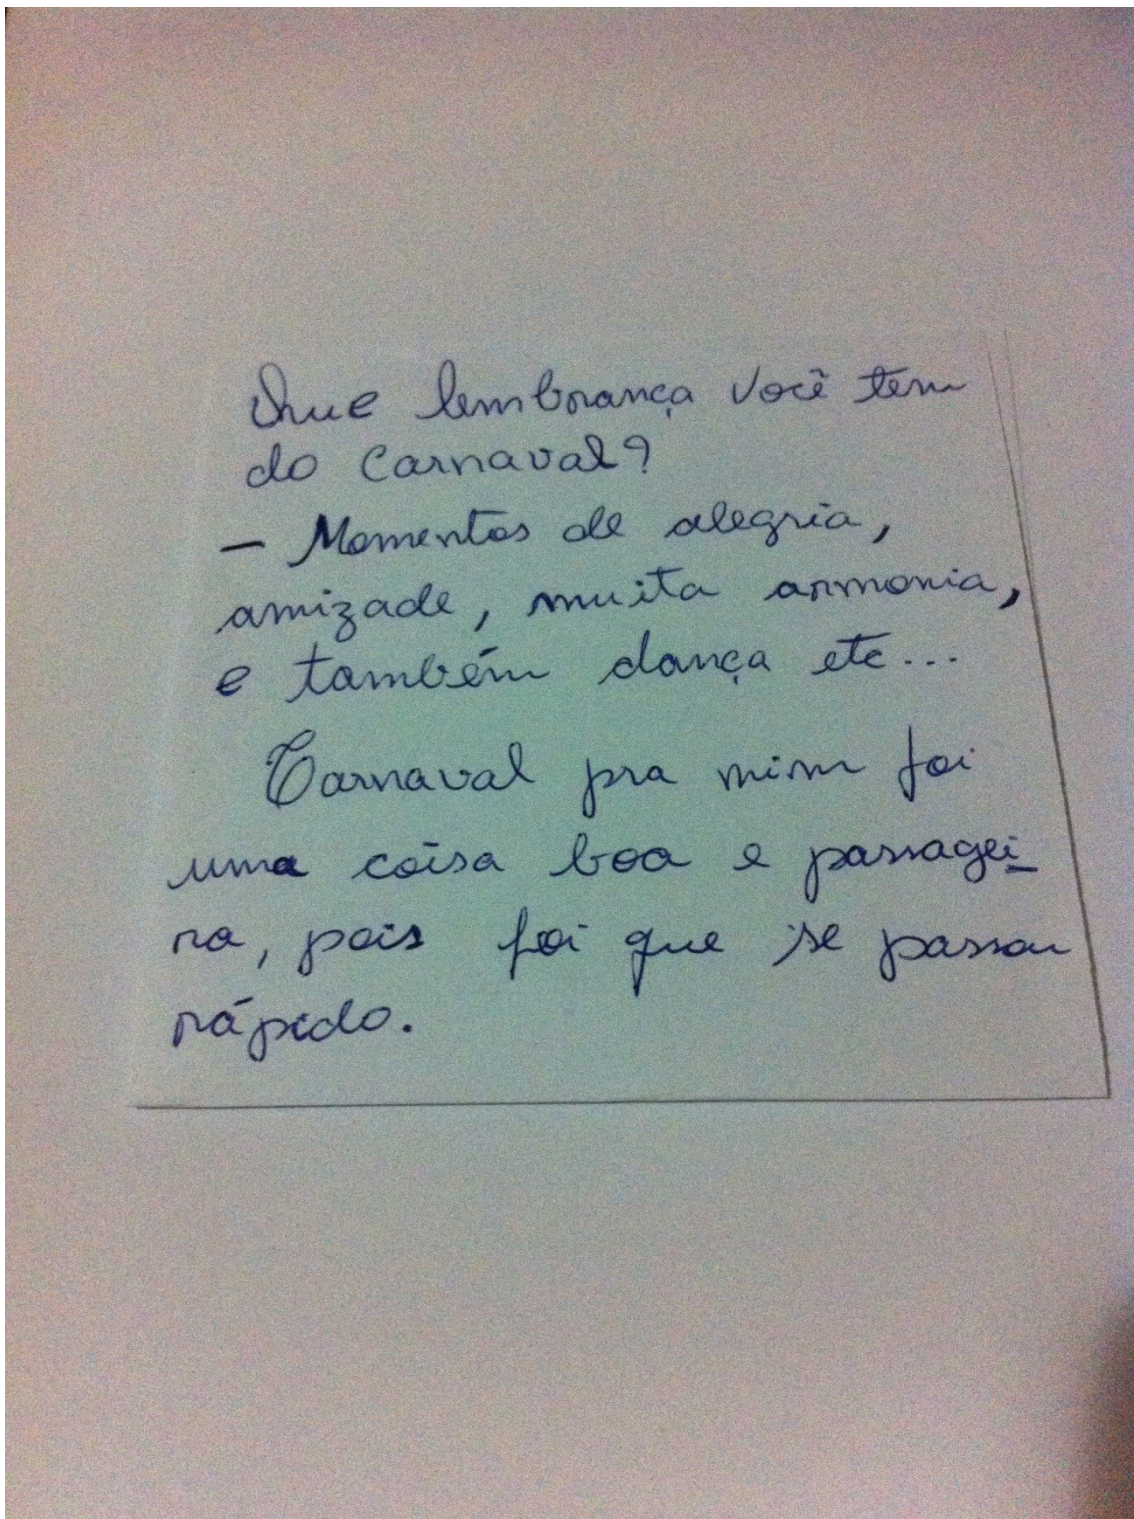 Que lembrança você tem
do Carnaval?
– Momentos de alegria,
amizade, muita armonia,
e também dança etc...
Carnaval pra mim foi
uma coisa boa e passagei
ra, pois foi que se passou
rápido.